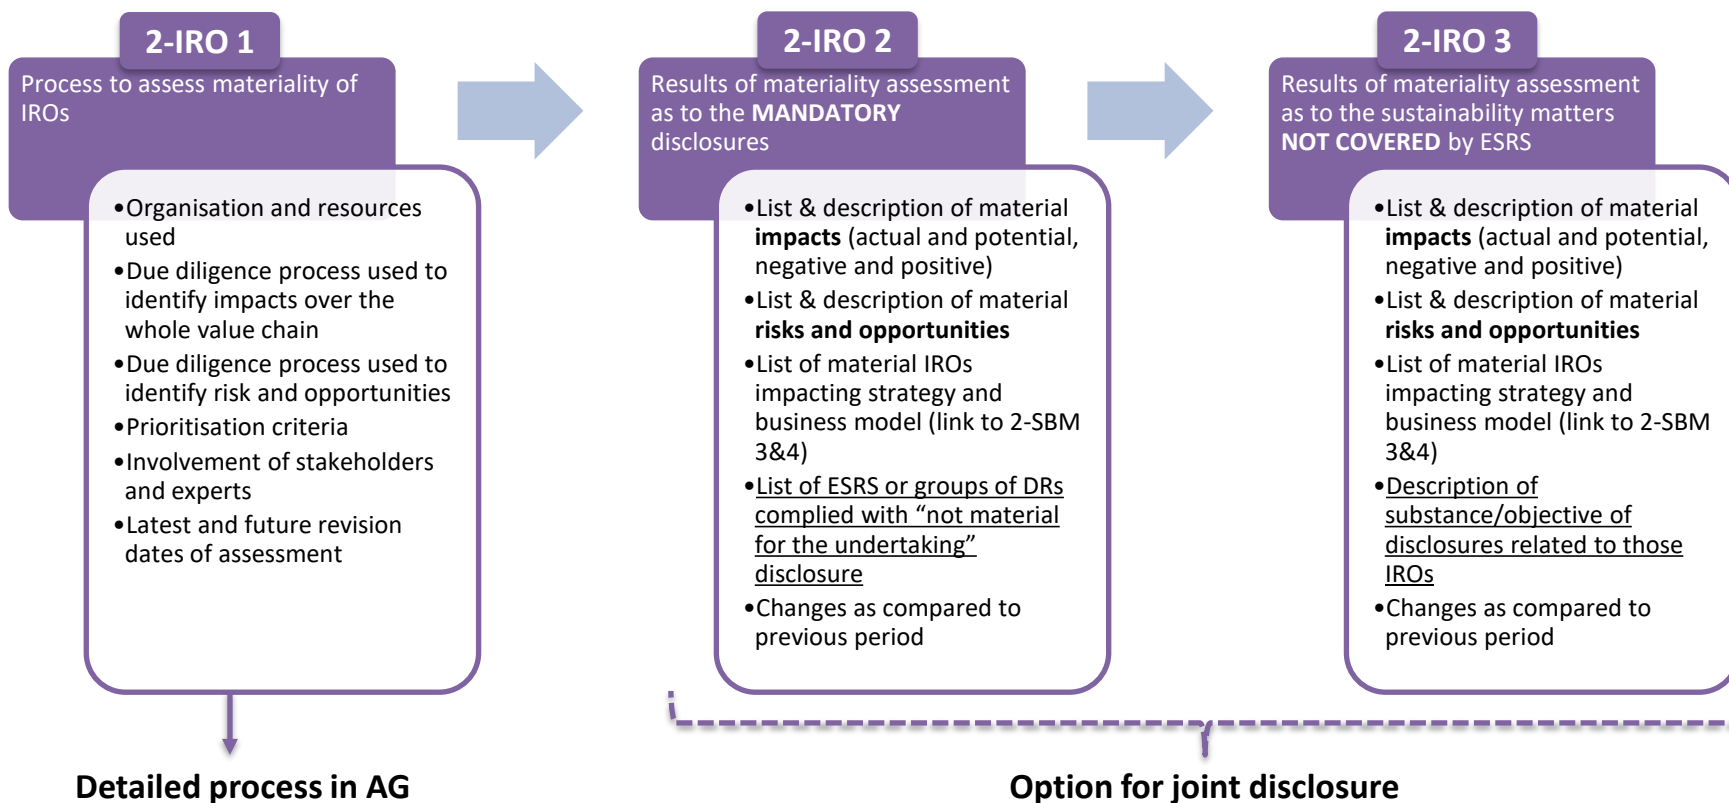 2-IRO 1
Process to assess materiality of
IROs
•Organisation and resources
used
•Due diligence process used to
identify impacts over the
whole value chain
•Due diligence process used to
identify risk and opportunities
•Prioritisation criteria
•Involvement of stakeholders
and experts
•Latest and future revision
dates of assessment
Detailed process in AG
2-IRO 2
Results of materiality assessment
as to the MANDATORY
disclosures
•List & description of material
impacts (actual and potential,
negative and positive)
•List & description of material
risks and opportunities
•List of material IROs
impacting strategy and
business model (link to 2-SBM
3&4)
•List of ESRS or groups of DRs
complied with “not material
for the undertaking”
disclosure
•Changes as compared to
previous period
2-IRO 3
Results of materiality assessment
as to the sustainability matters
NOT COVERED by ESRS
•List & description of material
impacts (actual and potential,
negative and positive)
•List & description of material
risks and opportunities
•List of material IROs
impacting strategy and
business model (link to 2-SBM
3&4)
•Description of
substance/objective of
disclosures related to those
IROs
•Changes as compared to
previous period
Option for joint disclosure